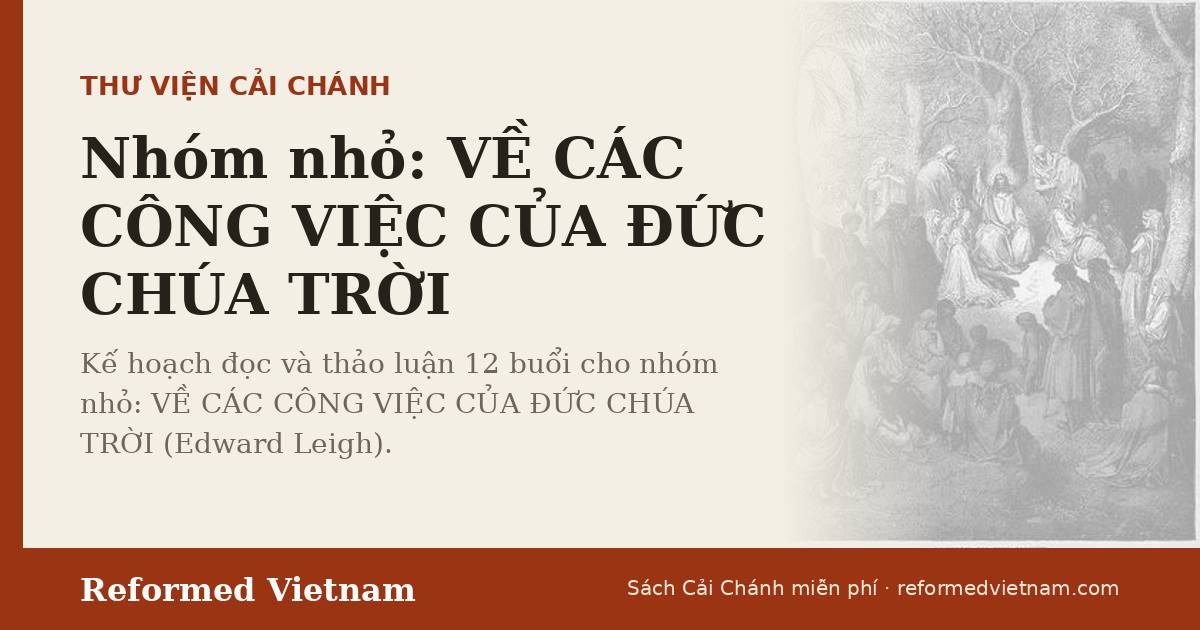 THƯ VIỆN CẢI CHÁNH
Nhóm nhỏ: VỀ CÁC
CÔNG VIỆC CỦA ĐỨC
CHÚA TRỜI
Kế hoạch đọc và thảo luận 12 buổi cho nhóm
nhỏ: VỀ CÁC CÔNG VIỆC CỦA ĐỨC CHÚA
TRỜI (Edward Leigh).
Reformed Vietnam
Sách Cải Chánh miễn phí · reformedvietnam.com